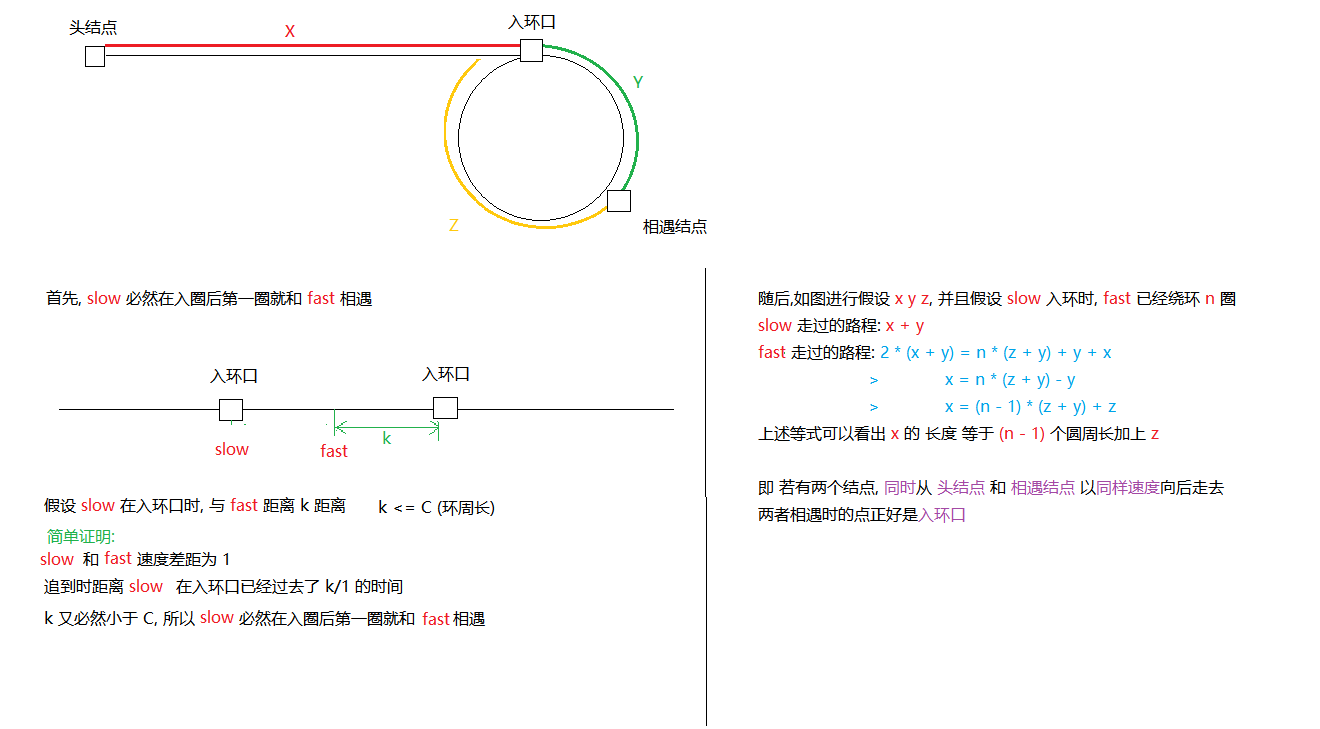 头结点
X
入环口
Y
Z
相遇结点
首先, slow 必然在入圈后第一圈就和 fast 相遇
入环口
入环口
slow
fast
k
假设 slow 在入环口时, 与 fast 距离 k 距离 k <= C (环周长)
简单证明:
slow 和 fast 速度差距为 1
追到时距离 slow 在入环口已经过去了 k/1 的时间
k 又必然小于 C, 所以 slow 必然在入圈后第一圈就和 fast 相遇
随后,如图进行假设 x y z, 并且假设 slow 入环时, fast 已经绕环 n 圈
slow 走过的路程: x + y
fast 走过的路程: 2 * (x + y) = n * (z + y) + y + x
> x = n * (z + y) - y
> x = (n - 1) * (z + y) + z
上述等式可以看出 x 的 长度 等于 (n - 1) 个圆周长加上 z
即 若有两个结点, 同时从 头结点 和 相遇结点 以同样速度向后走去
两者相遇时的点正好是入环口